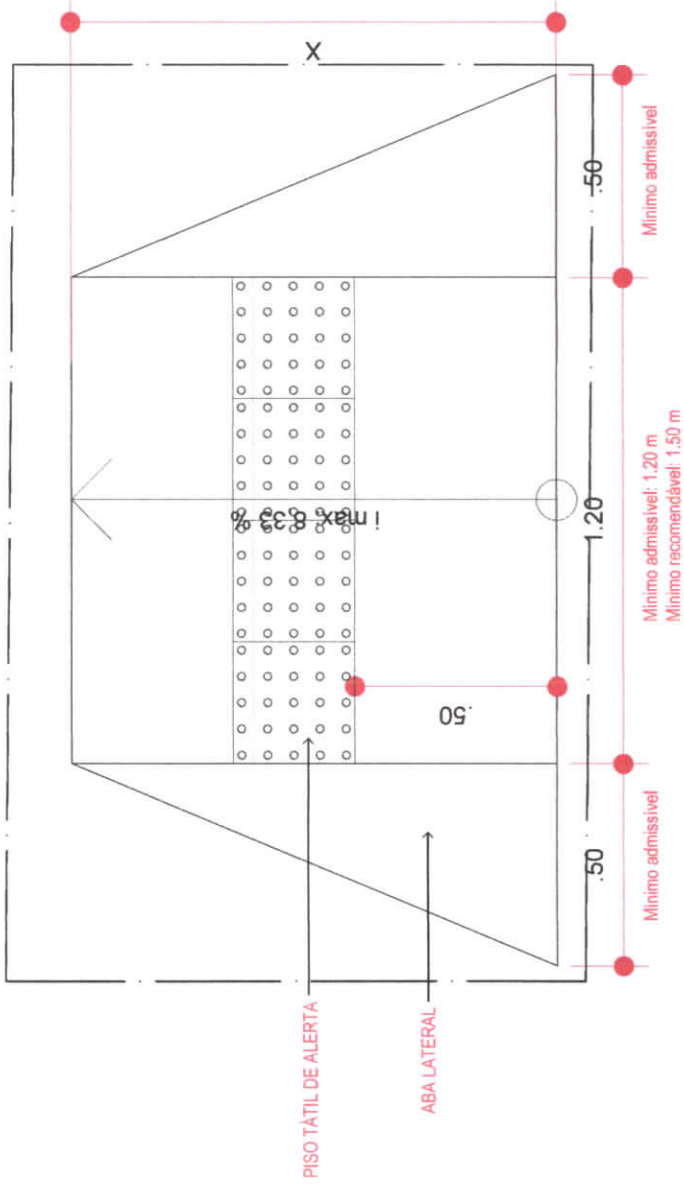 X
PISO TÀTIL DE ALERTA
ABA LATERAL
i max. 8.33 %
.50
.50
1.20
.50
Mínimo admissível
Mínimo admissível: 1.20 m
Mínimo recomendável: 1.50 m
Mínimo admissível